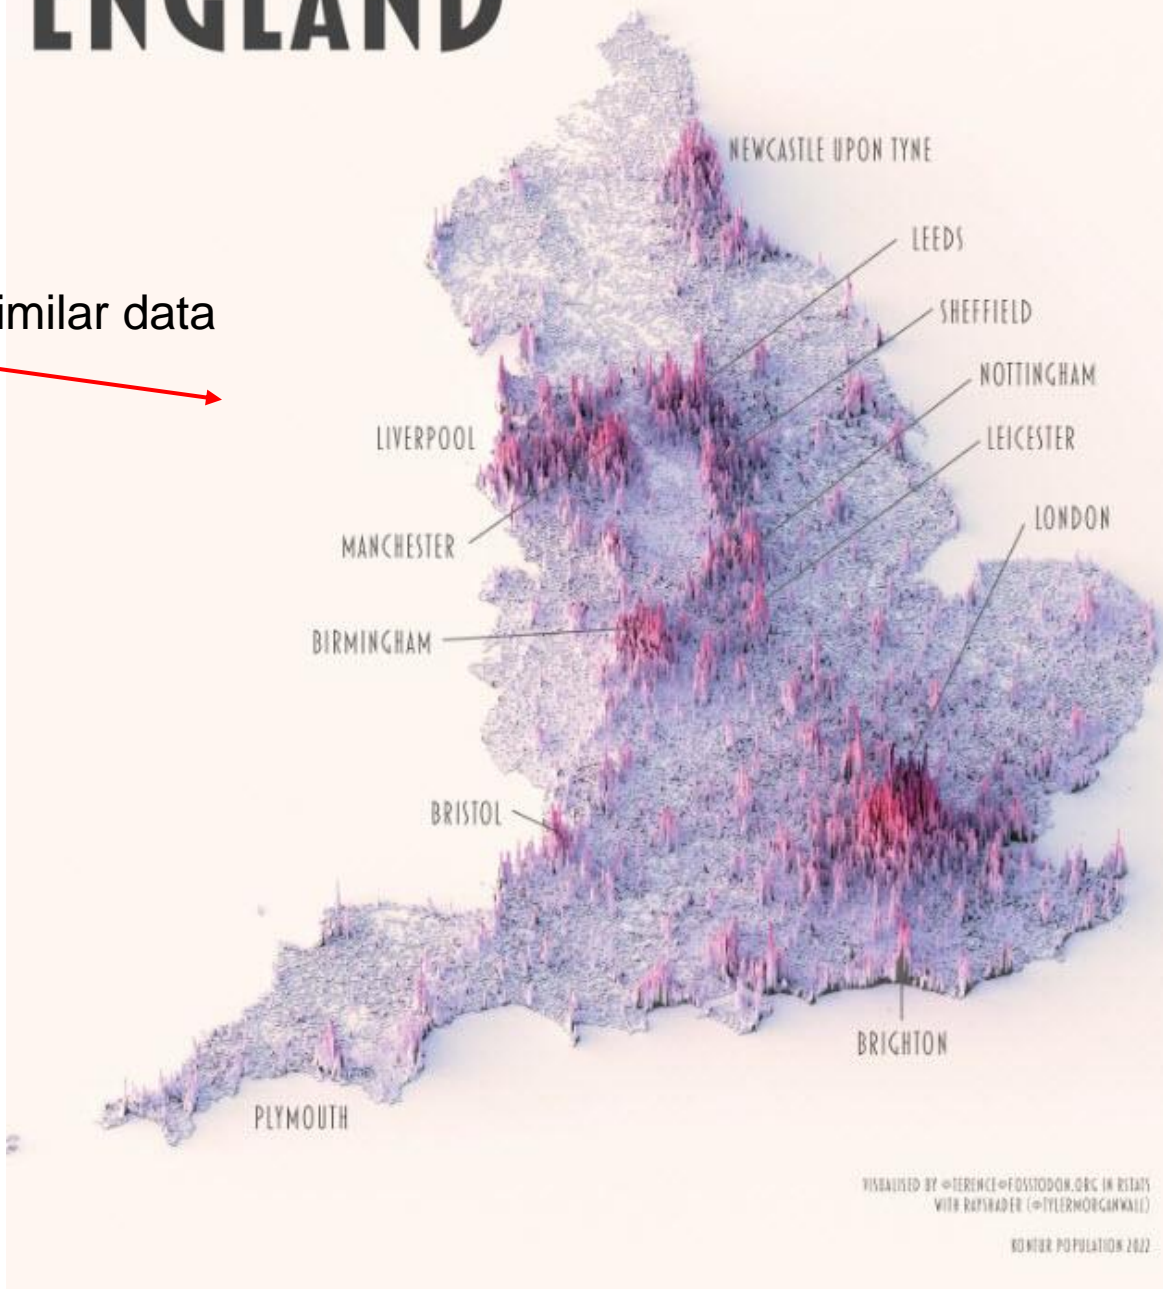 ENGLAND
NEWCASTLE UPON TYNE
LEEDS
imilar data
SHEFFIELD
NOTTINGHAM
LIVERPOOL
LEICESTER
LONDON
MANCHESTER
BIRMINGHAM
BRISTOL
BRIGHTON
PLYMOUTH
VISUALISED BY @TERENCE@FOSSTODON.ORG IN RSTATS
WITH RAYSHADER (@TYLERMORGANWALL)
KONTUR POPULATION 2022